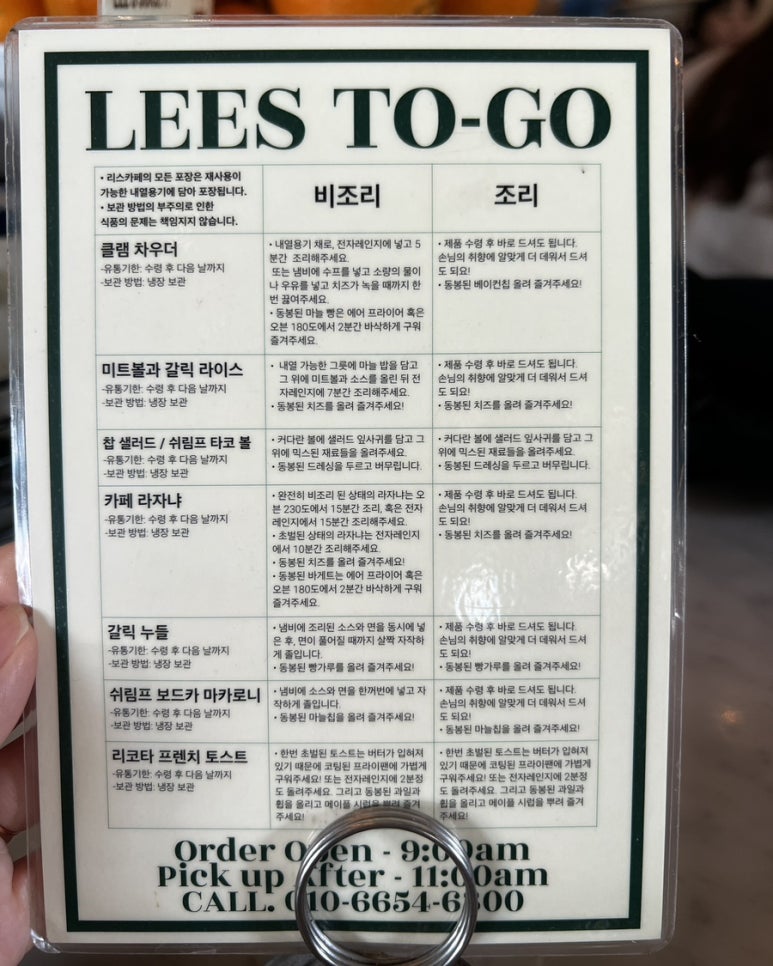 LEES TO-GO
• 리스카페의 모든 포장은 재사용이
가능한 내열용기에 담아 포장됩니다.
• 보관 방법의 부주의로 인한
식품의 문제는 책임지지 않습니다.
비조리
조리
클램 차우더
-유통기한: 수령 후 다음 날까지
-보관 방법: 냉장 보관
• 내열용기 채로, 전자레인지에 넣고 5
분간 조리해주세요.
또는 냄비에 수프를 넣고 소량의 물이
나 우유를 넣고 치즈가 녹을 때까지 한
번 끓여주세요.
• 동봉된 마늘 빵은 에어 프라이어 혹은
오븐 180도에서 2분간 바삭하게 구워
즐겨주세요.
• 제품 수령 후 바로 드셔도 됩니다.
손님의 취향에 알맞게 더 데워서 드셔
도 되요!
• 동봉된 베이컨칩 올려 즐겨주세요!
미트볼과 갈릭 라이스
-유통기한: 수령 후 다음 날까지
-보관 방법: 냉장 보관
• 내열 가능한 그릇에 마늘 밥을 담고
그 위에 미트볼과 소스를 올린 뒤 전
자레인지에 7분간 조리해주세요.
• 동봉된 치즈를 올려 즐겨주세요!
• 제품 수령 후 바로 드셔도 됩니다.
손님의 취향에 알맞게 더 데워서 드셔
도 되요!
• 동봉된 치즈를 올려 즐겨주세요!
찹 샐러드 / 쉬림프 타코 볼
-유통기한: 수령 후 다음 날까지
-보관 방법: 냉장 보관
• 커다란 볼에 샐러드 잎사귀를 담고 그
위에 믹스된 재료들을 올려주세요.
• 동봉된 드레싱을 두르고 버무립니다.
• 커다란 볼에 샐러드 잎사귀를 담고 그
위에 믹스된 재료들을 올려주세요.
• 동봉된 드레싱을 두르고 버무립니다.
카페 라자냐
-유통기한: 수령 후 다음 날까지
-보관 방법: 냉장 보관
• 완전히 비조리 된 상태의 라자냐는 오
븐 230도에서 15분간 조리, 혹은 전자
레인지에서 15분간 조리해주세요.
• 초벌된 상태의 라자냐는 전자레인지
에서 10분간 조리해주세요!
• 동봉된 치즈를 올려 즐겨주세요!
• 동봉된 바게트는 에어 프라이어 혹은
오븐 180도에서 2분간 바삭하게 구워
즐겨주세요.
• 제품 수령 후 바로 드셔도 됩니다.
손님의 취향에 알맞게 더 데워서 드셔
도 되요!
• 동봉된 치즈를 올려 즐겨주세요!
갈릭 누들
-유통기한: 수령 후 다음 날까지
-보관 방법: 냉장 보관
• 냄비에 조리된 소스와 면을 동시에 넣
은 후, 면이 풀어질 때까지 살짝 자작하
게 졸입니다.
• 동봉된 빵가루를 올려 즐겨주세요!
• 제품 수령 후 바로 드셔도 됩니다.
손님의 취향에 알맞게 더 데워서 드셔
도 되요!
• 동봉된 빵가루를 올려 즐겨주세요!
쉬림프 보드카 마카로니
-유통기한: 수령 후 다음 날까지
-보관 방법: 냉장 보관
• 냄비에 소스와 면을 한꺼번에 넣고 자
작하게 졸입니다.
• 동봉된 마늘칩을 올려 즐겨주세요!
• 제품 수령 후 바로 드셔도 됩니다.
손님의 취향에 알맞게 더 데워서 드셔
도 되요!
• 동봉된 마늘칩을 올려 즐겨주세요!
리코타 프렌치 토스트
-유통기한: 수령 후 다음 날까지
-보관 방법: 냉장 보관
• 한번 초벌된 토스트는 버터가 입혀져
있기 때문에 코팅된 프라이팬에 가볍게
구워주세요! 또는 전자레인지에 2분정
도 돌려주세요. 그리고 동봉된 과일과
휩을 올리고 메이플 시럽을 뿌려 즐겨
주세요!
• 한번 초벌된 토스트는 버터가 입혀져
있기 때문에 코팅된 프라이팬에 가볍게
구워주세요! 또는 전자레인지에 2분정
도 돌려주세요. 그리고 동봉된 과일과
휩을 올리고 메이플 시럽을 뿌려 즐겨
주세요!
Order Open - 9:00am
Pick up After - 11:00am
CALL. 010-6654-6300